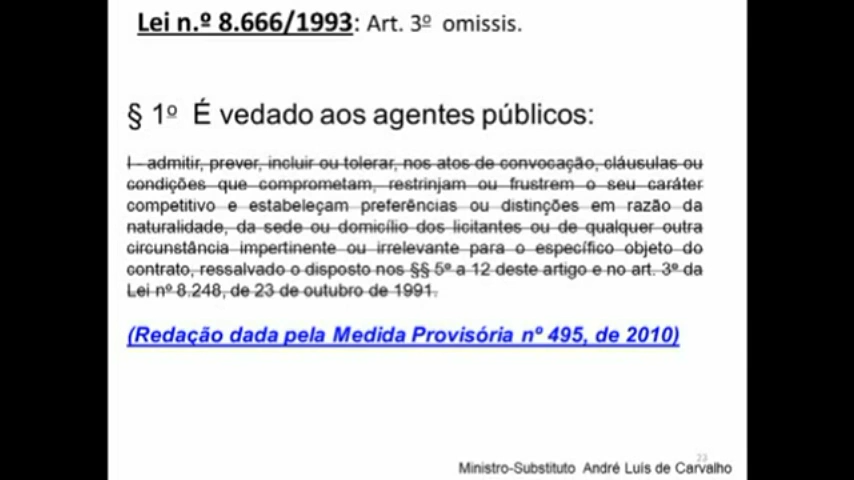 Lei n.º 8.666/1993: Art. 3º omissis.
§ 1º É vedado aos agentes públicos:
I - admitir, prever, incluir ou tolerar, nos atos de convocação, cláusulas ou
condições que comprometam, restrinjam ou frustrem o seu caráter
competitivo e estabeleçam preferências ou distinções em razão da
naturalidade, da sede ou domicílio dos licitantes ou de qualquer outra
circunstância impertinente ou irrelevante para o específico objeto do
contrato, ressalvado o disposto nos §§ 5º a 12 deste artigo e no art. 3º da
Lei nº 8.248, de 23 de outubro de 1991.
(Redação dada pela Medida Provisória nº 495, de 2010)
23
Ministro-Substituto André Luís de Carvalho